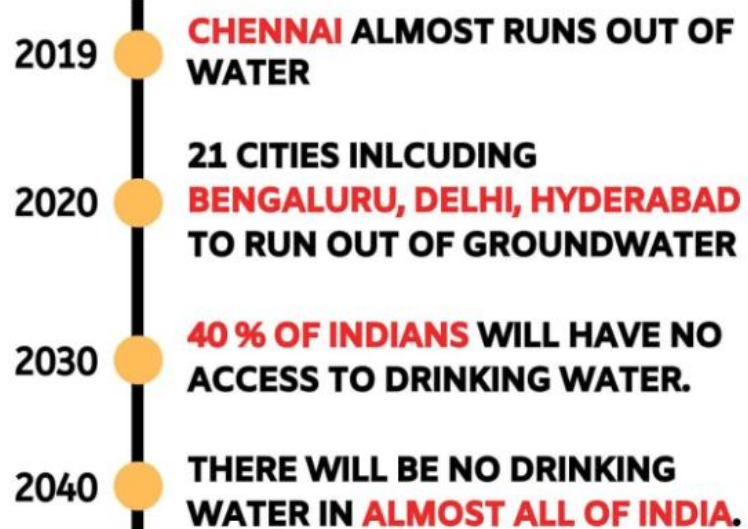 2019
CHENNAI ALMOST RUNS OUT OF
WATER
2020
21 CITIES INLCUDING
BENGALURU, DELHI, HYDERABAD
TO RUN OUT OF GROUNDWATER
2030
40 % OF INDIANS WILL HAVE NO
ACCESS TO DRINKING WATER.
2040
THERE WILL BE NO DRINKING
WATER IN ALMOST ALL OF INDIA.